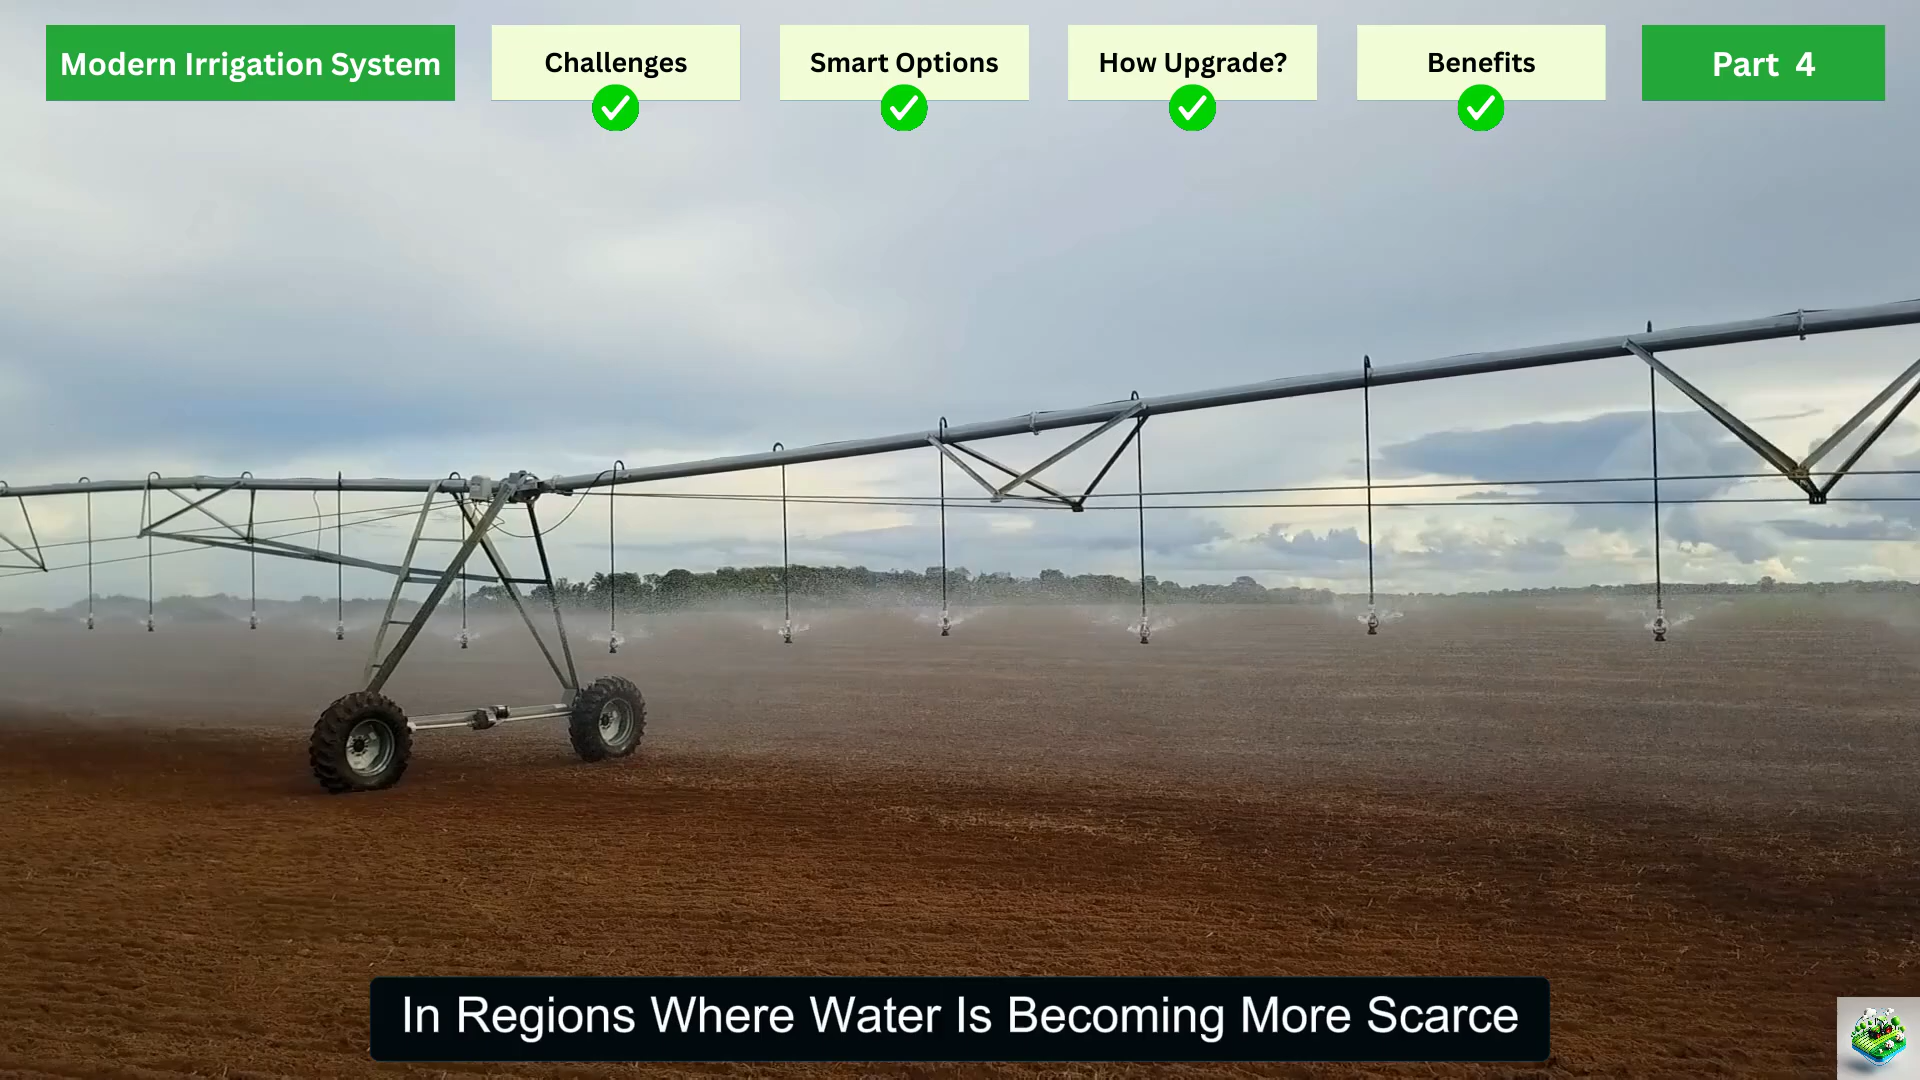 Modern Irrigation System
Challenges
Smart Options
How Upgrade?
Benefits
Part 4
In Regions Where Water Is Becoming More Scarce